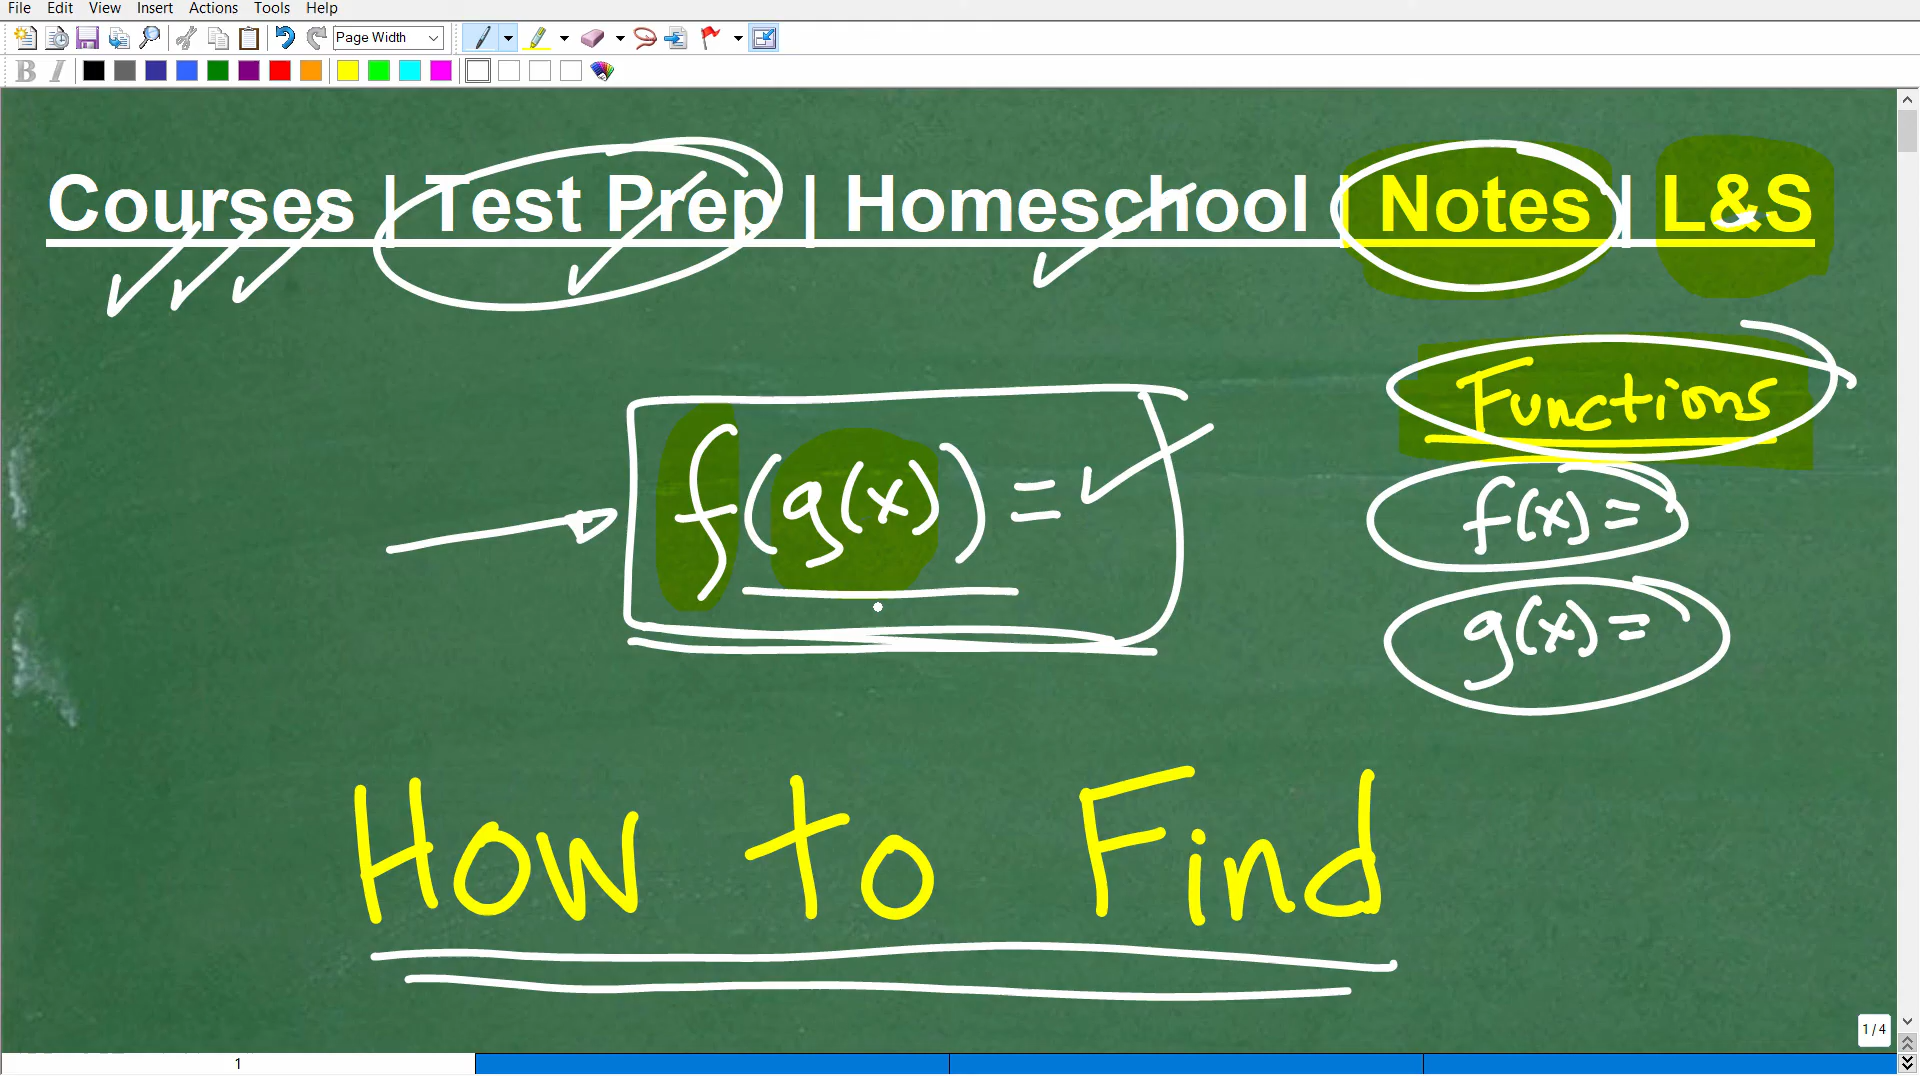 File Edit View Insert Actions Tools Help
Page Width
B I
Courses | Test Prep | Homeschool | Notes | L&S
Functions
f(g(x)) =
f(x) =
g(x) =
How to Find
1 / 4
1